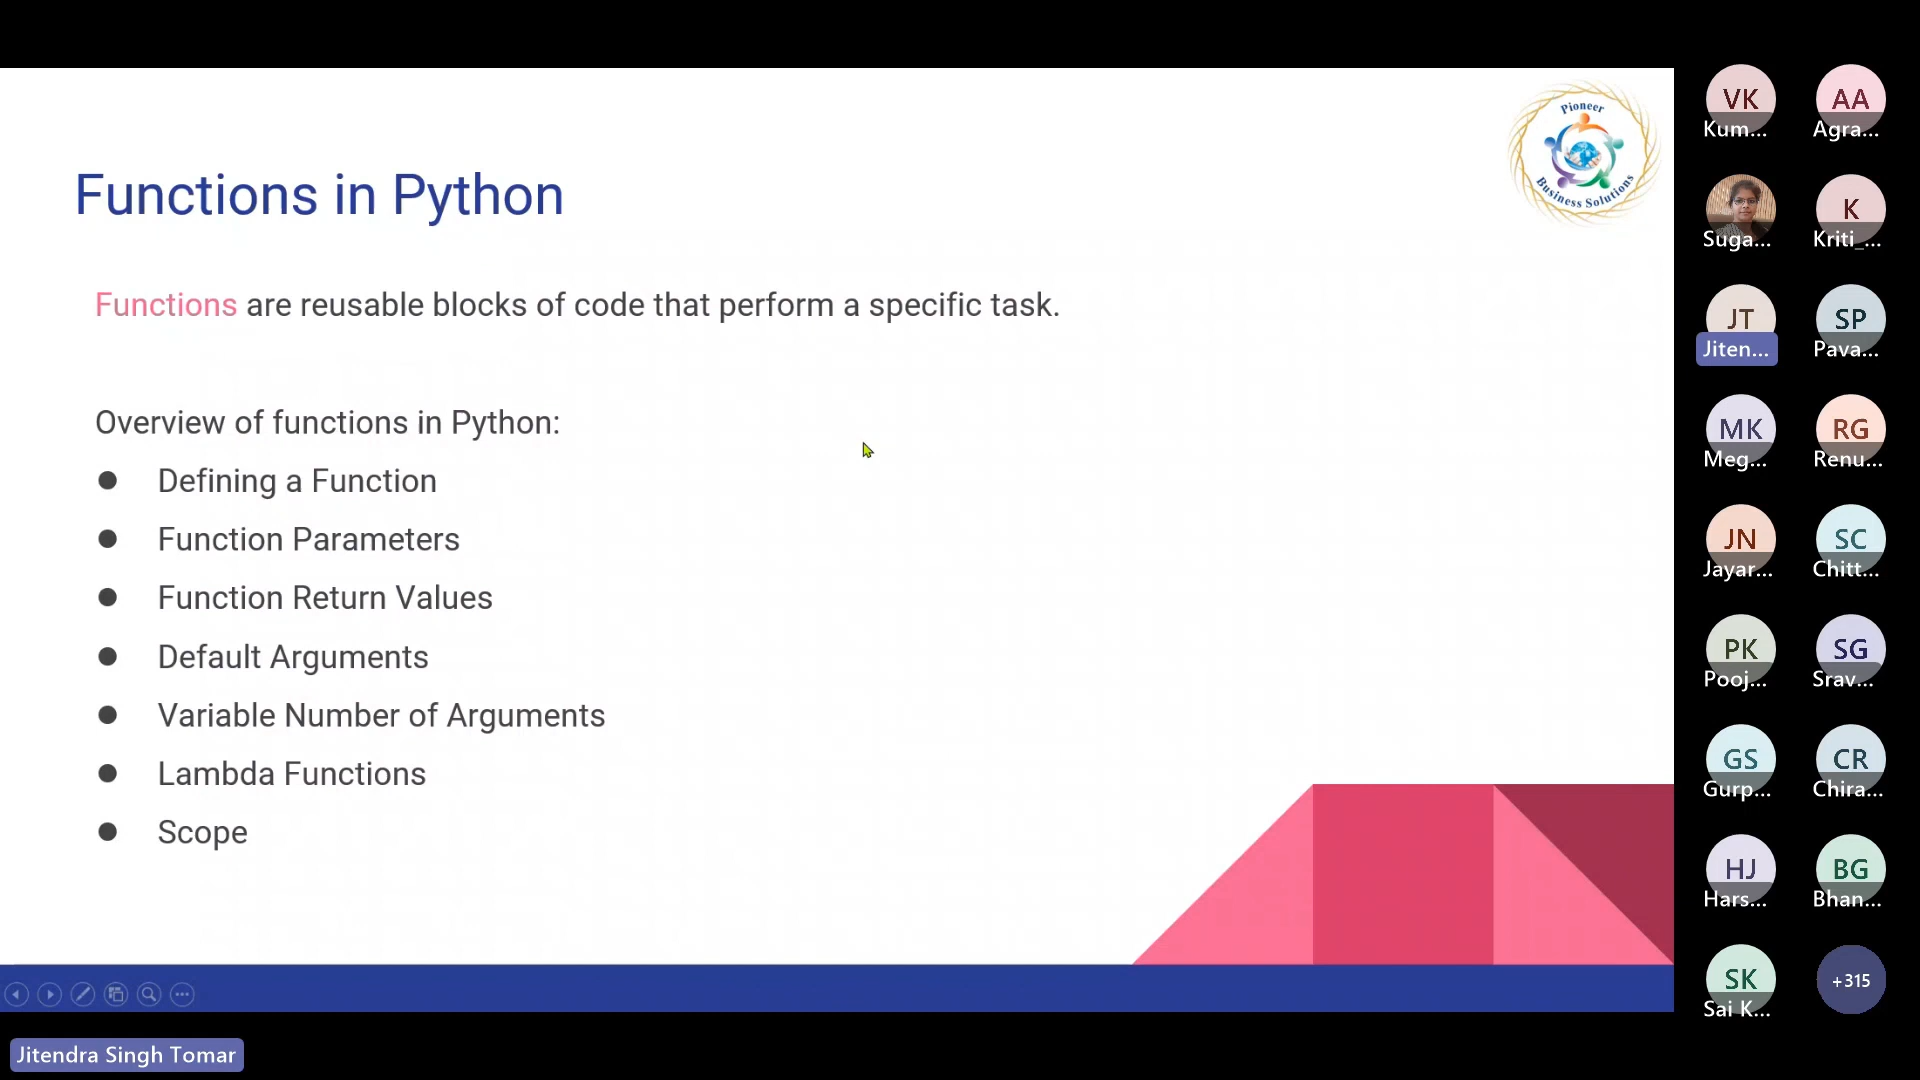 Pioneer
Business Solutions
Functions in Python
Functions are reusable blocks of code that perform a specific task.
Overview of functions in Python:
● Defining a Function
● Function Parameters
● Function Return Values
● Default Arguments
● Variable Number of Arguments
● Lambda Functions
● Scope
Jitendra Singh Tomar
VK
Kum...
AA
Agra...
Suga...
K
Kriti_...
JT
Jiten...
SP
Pava...
MK
Meg...
RG
Renu...
JN
Jayar...
SC
Chitt...
PK
Pooj...
SG
Srav...
GS
Gurp...
CR
Chira...
HJ
Hars...
BG
Bhan...
SK
Sai K...
+315